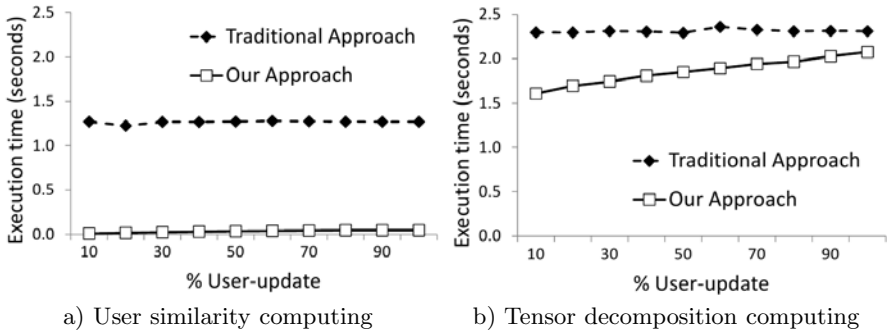 Execution time (seconds)
2.5
2.0
1.5
1.0
0.5
0.0
Traditional Approach
Our Approach
10 30 50 70 90
% User-update
a) User similarity computing
Execution time (seconds)
2.5
2.0
1.5
1.0
0.5
0.0
Traditional Approach
Our Approach
10 30 50 70 90
% User-update
b) Tensor decomposition computing